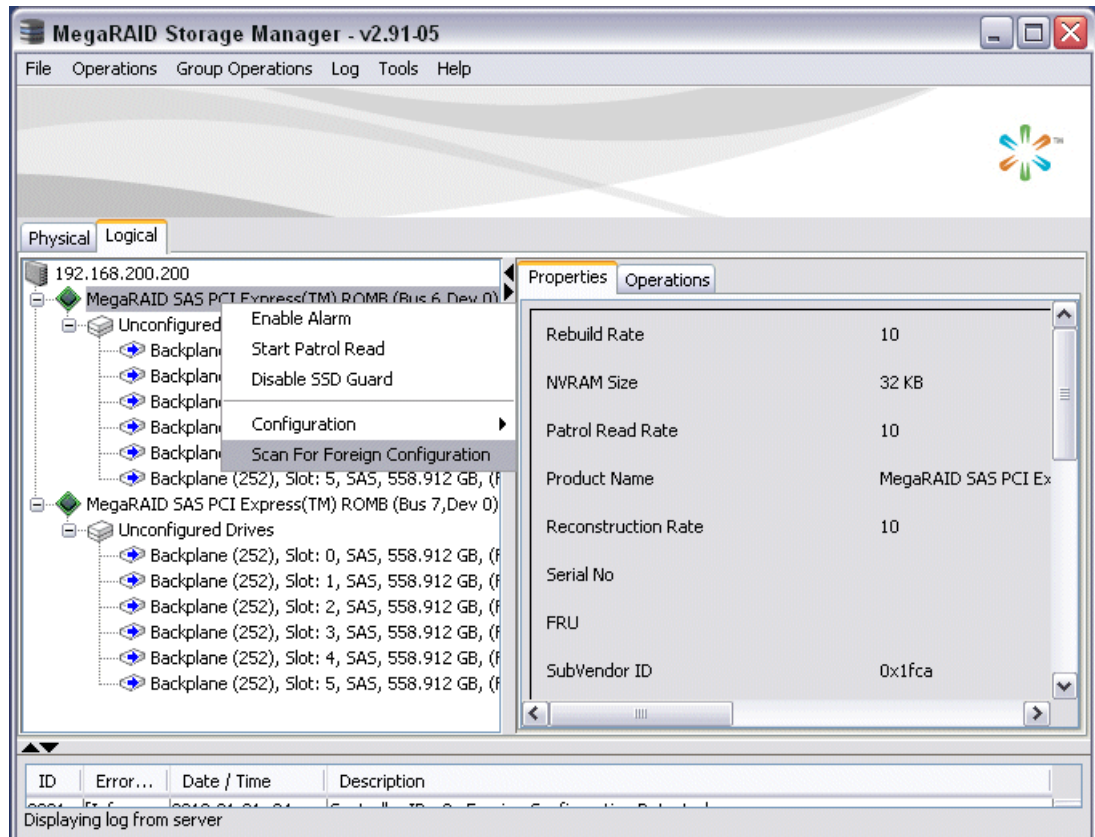 MegaRAID Storage Manager - v2.91-05
File Operations Group Operations Log Tools Help
TM
Physical Logical
192.168.200.200
MegaRAID SAS PCI Express(TM) ROMB (Bus 6,Dev 0)
Unconfigured
Backplane
Backplane
Backplane
Backplane
Backplane
Backplane (252), Slot: 5, SAS, 558.912 GB, (F
MegaRAID SAS PCI Express(TM) ROMB (Bus 7,Dev 0)
Unconfigured Drives
Backplane (252), Slot: 0, SAS, 558.912 GB, (F
Backplane (252), Slot: 1, SAS, 558.912 GB, (F
Backplane (252), Slot: 2, SAS, 558.912 GB, (F
Backplane (252), Slot: 3, SAS, 558.912 GB, (F
Backplane (252), Slot: 4, SAS, 558.912 GB, (F
Backplane (252), Slot: 5, SAS, 558.912 GB, (F
Enable Alarm
Start Patrol Read
Disable SSD Guard
Configuration
Scan For Foreign Configuration
Properties Operations
Rebuild Rate 10
NVRAM Size 32 KB
Patrol Read Rate 10
Product Name MegaRAID SAS PCI Ex
Reconstruction Rate 10
Serial No
FRU
SubVendor ID 0x1fca
ID Error... Date / Time Description
Displaying log from server